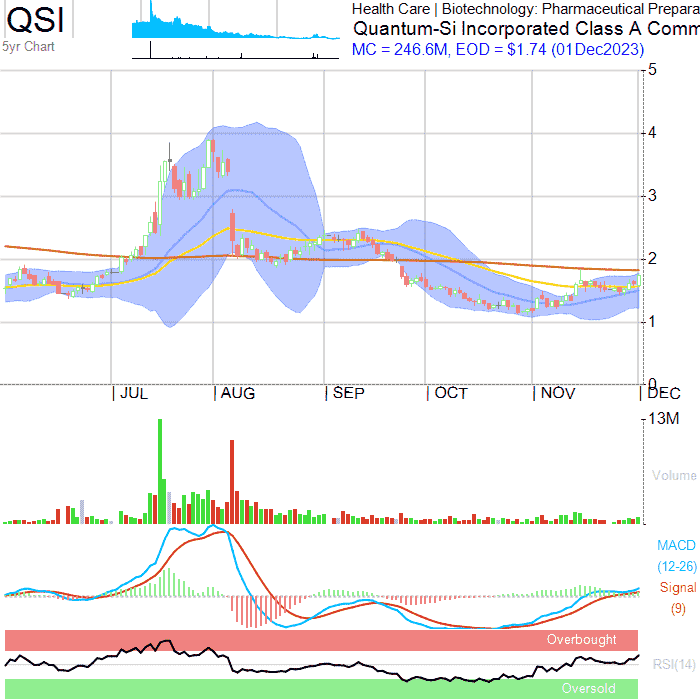 QSI
5yr Chart
Health Care | Biotechnology: Pharmaceutical Prepara
Quantum-Si Incorporated Class A Comm
MC = 246.6M, EOD = $1.74 (01Dec2023)
5
4
3
2
1
0
JUL AUG SEP OCT NOV DEC
13M
Volume
MACD
(12-26)
Signal
(9)
Overbought
RSI(14)
Oversold